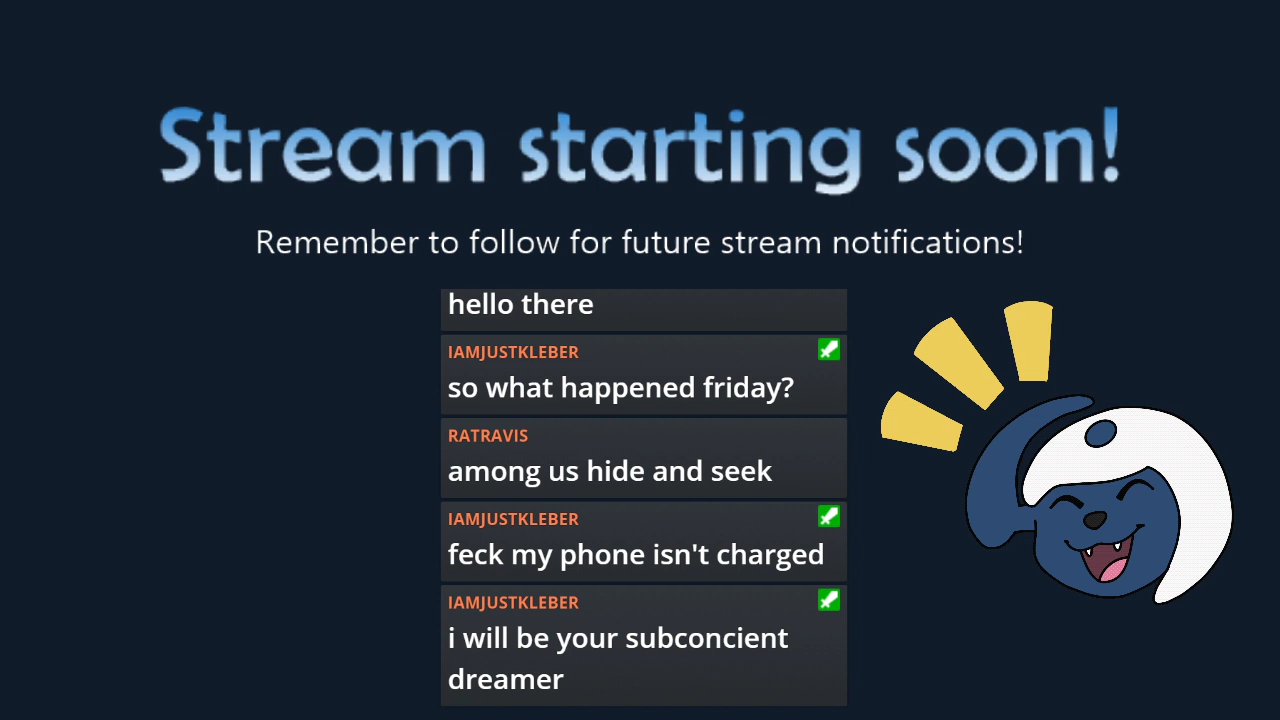 Stream starting soon!
Remember to follow for future stream notifications!
hello there
IAMJUSTKLEBER
so what happened friday?
RATRAVIS
among us hide and seek
IAMJUSTKLEBER
feck my phone isn't charged
IAMJUSTKLEBER
i will be your subconcient
dreamer